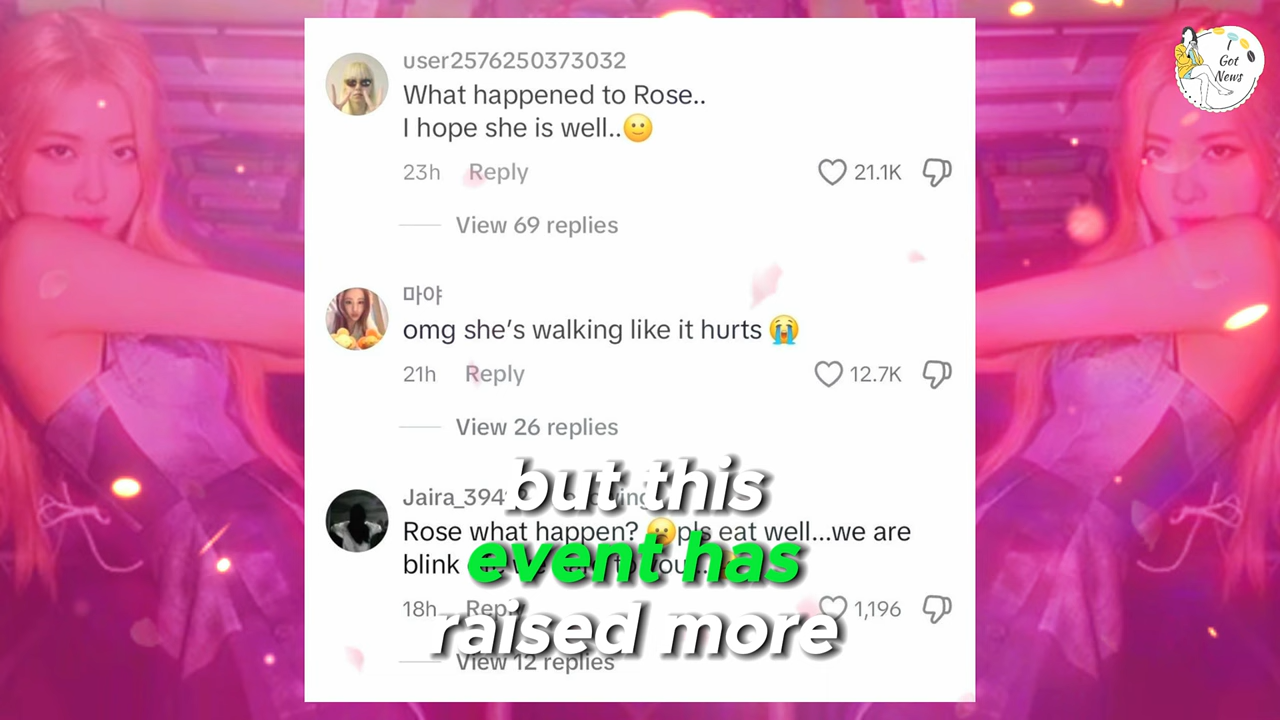 I
Got
News
user2576250373032
What happened to Rose..
I hope she is well..🙂
23h Reply 21.1K
View 69 replies
마야
omg she's walking like it hurts 😭
21h Reply 12.7K
View 26 replies
Jaira_394
Rose what happen? pls eat well...we are
blink
18h Rep 1,196
View 12 replies
but this
event has
raised more